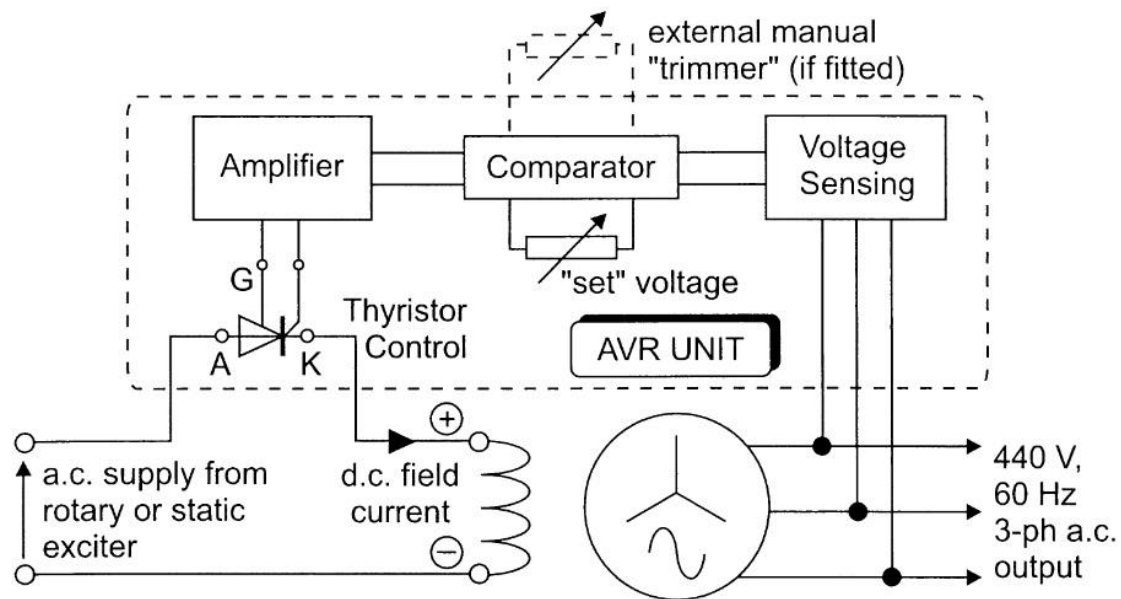 external manual
"trimmer" (if fitted)
Amplifier
Comparator
Voltage
Sensing
"set" voltage
G
Thyristor
Control
A
K
AVR UNIT
+
a.c. supply from
rotary or static
exciter
d.c. field
current
−
440 V,
60 Hz
3-ph a.c.
output